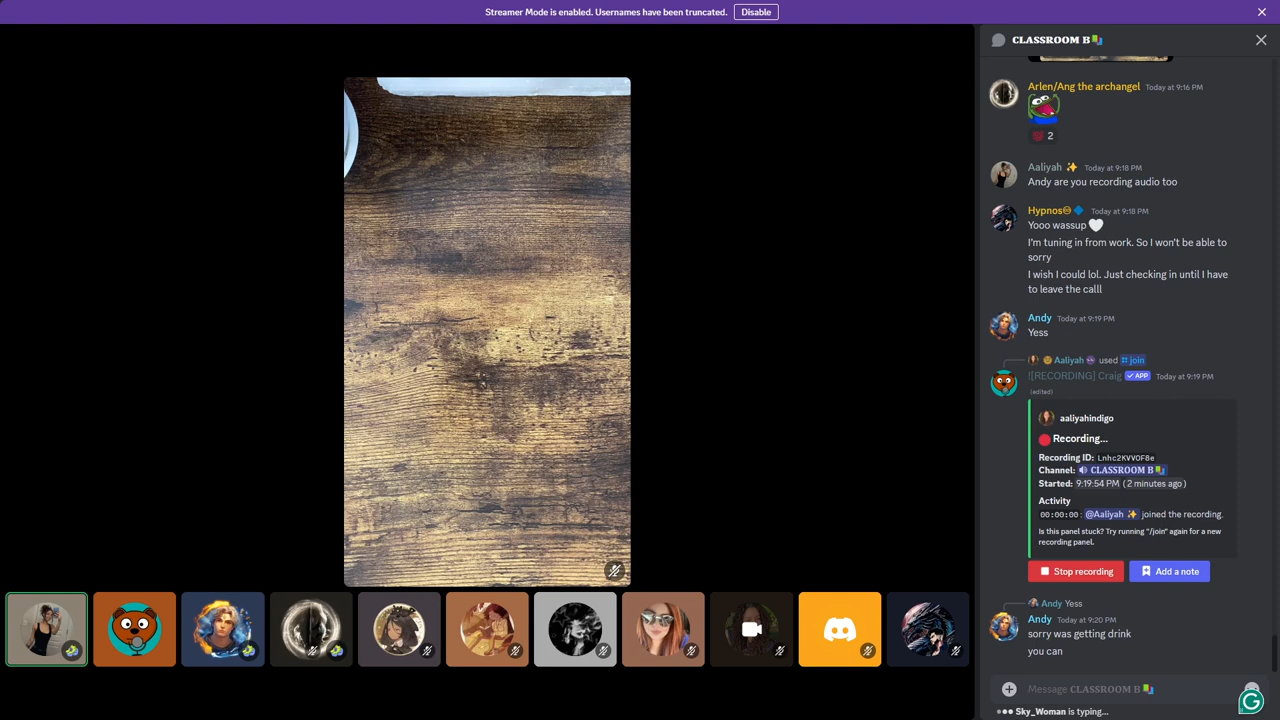 Streamer Mode is enabled. Usernames have been truncated. Disable
CLASSROOM B
Arlen/Ang the archangel Today at 9:16 PM
2
Aaliyah Today at 9:18 PM
Andy are you recording audio too
Hypnos Today at 9:18 PM
Yooo wassup
I'm tuning in from work. So I won't be able to
sorry
I wish I could lol. Just checking in until I have
to leave the calll
Andy Today at 9:19 PM
Yess
Aaliyah used join
![RECORDING] Craig APP Today at 9:19 PM
(edited)
aaliyahindigo
Recording...
Recording ID: Lnhc2KVVOF8e
Channel: CLASSROOM B
Started: 9:19:54 PM (2 minutes ago)
Activity
00:00:00: @Aaliyah joined the recording.
Is this panel stuck? Try running "/join" again for a new
recording panel.
Stop recording Add a note
Andy Yess
Andy Today at 9:20 PM
sorry was getting drink
you can
Message CLASSROOM B
Sky_Woman is typing...